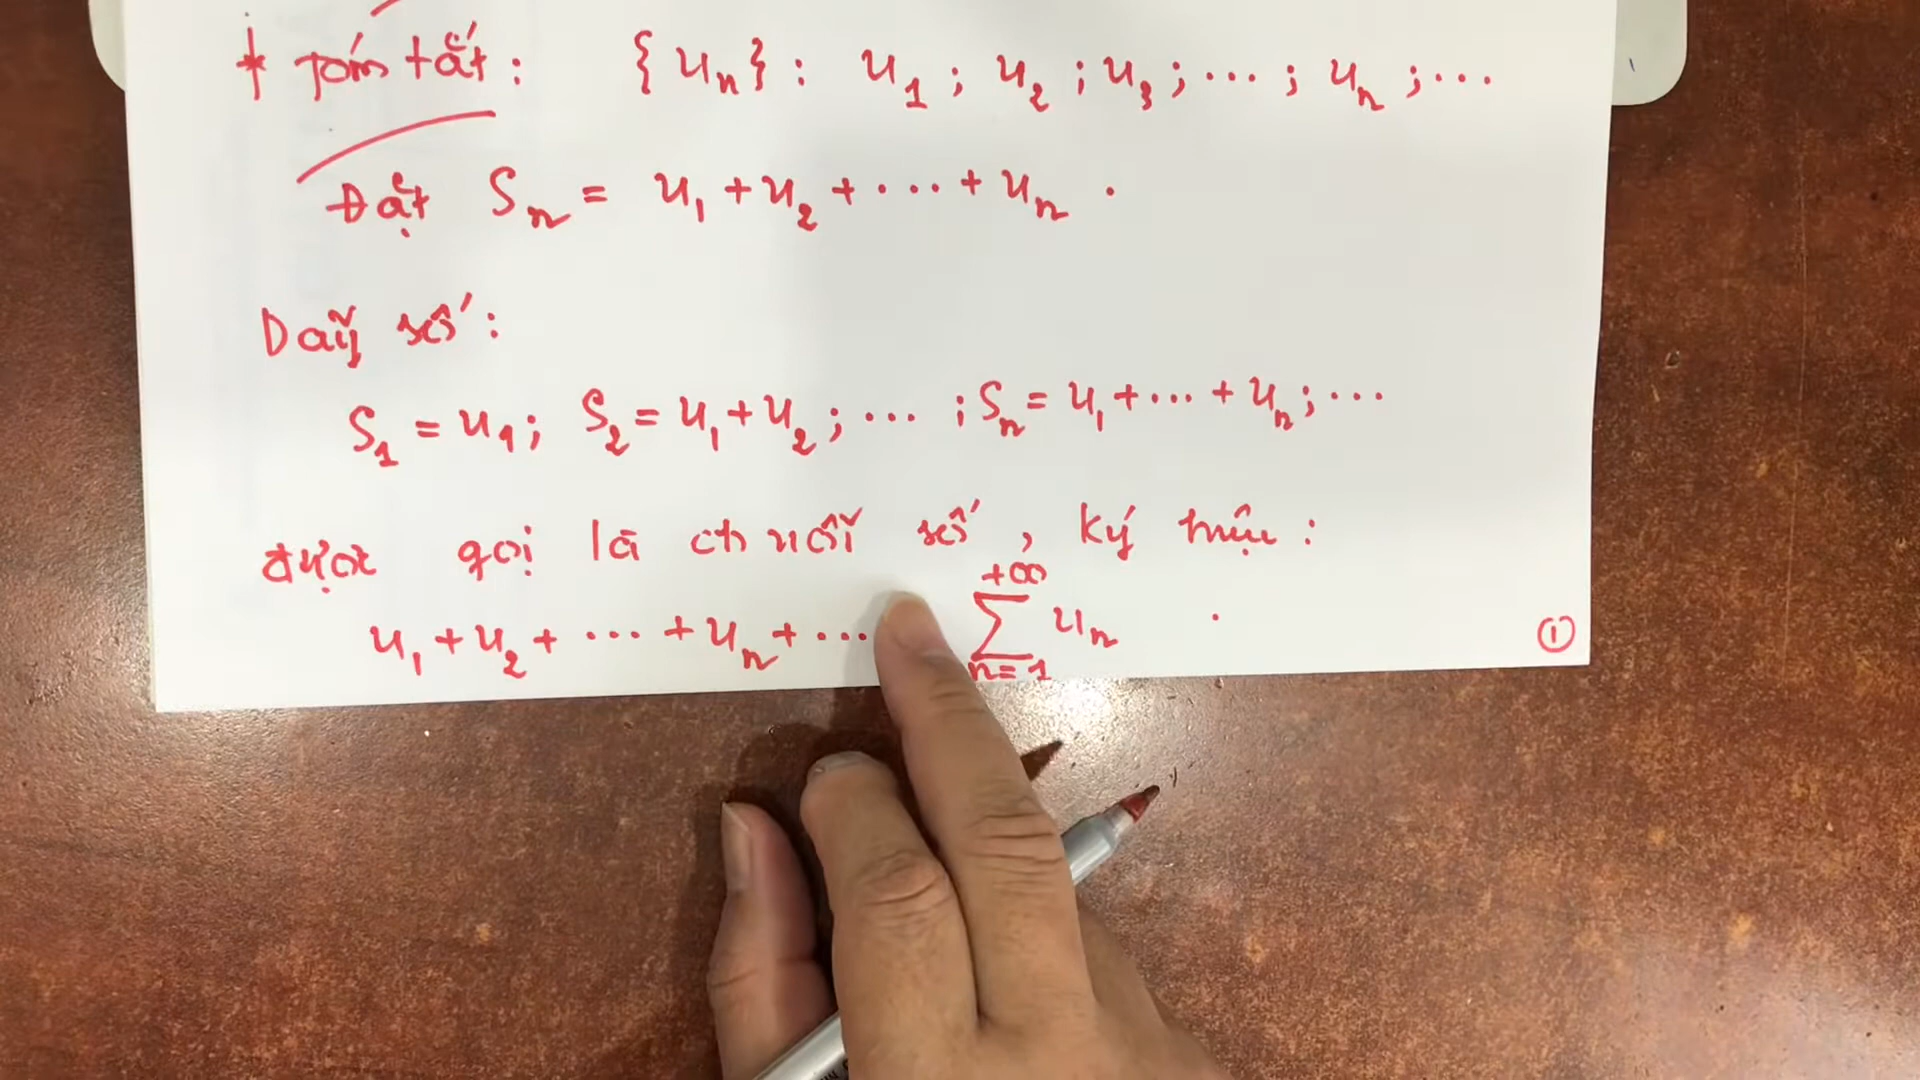 * Tóm tắt : {uₙ} : u₁ ; u₂ ; u₃ ; ... ; uₙ ; ...
Đặt Sₙ = u₁ + u₂ + ... + uₙ .
Dãy số :
S₁ = u₁ ; S₂ = u₁ + u₂ ; ... ; Sₙ = u₁ + ... + uₙ ; ...
được gọi là chuỗi số , ký hiệu :
u₁ + u₂ + ... + uₙ + ... +∞ ∑ n=1 uₙ .
①